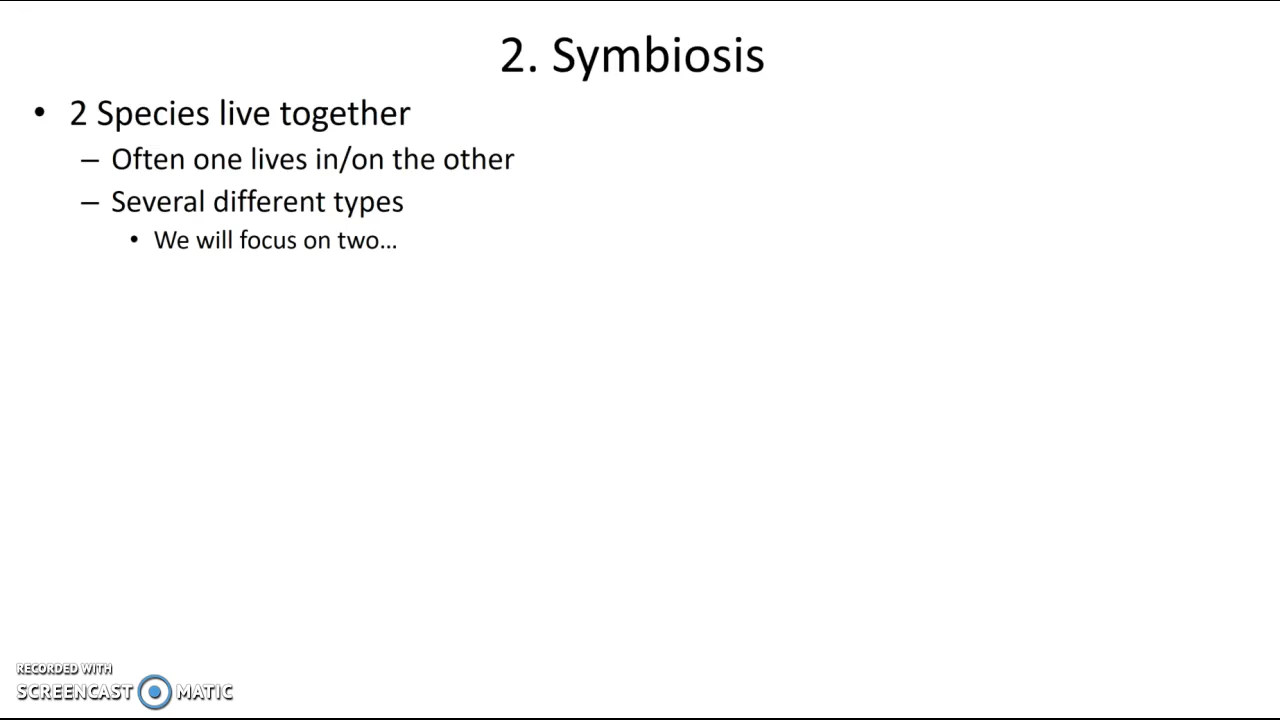 2. Symbiosis
• 2 Species live together
– Often one lives in/on the other
– Several different types
• We will focus on two...
RECORDED WITH
SCREENCAST MATIC